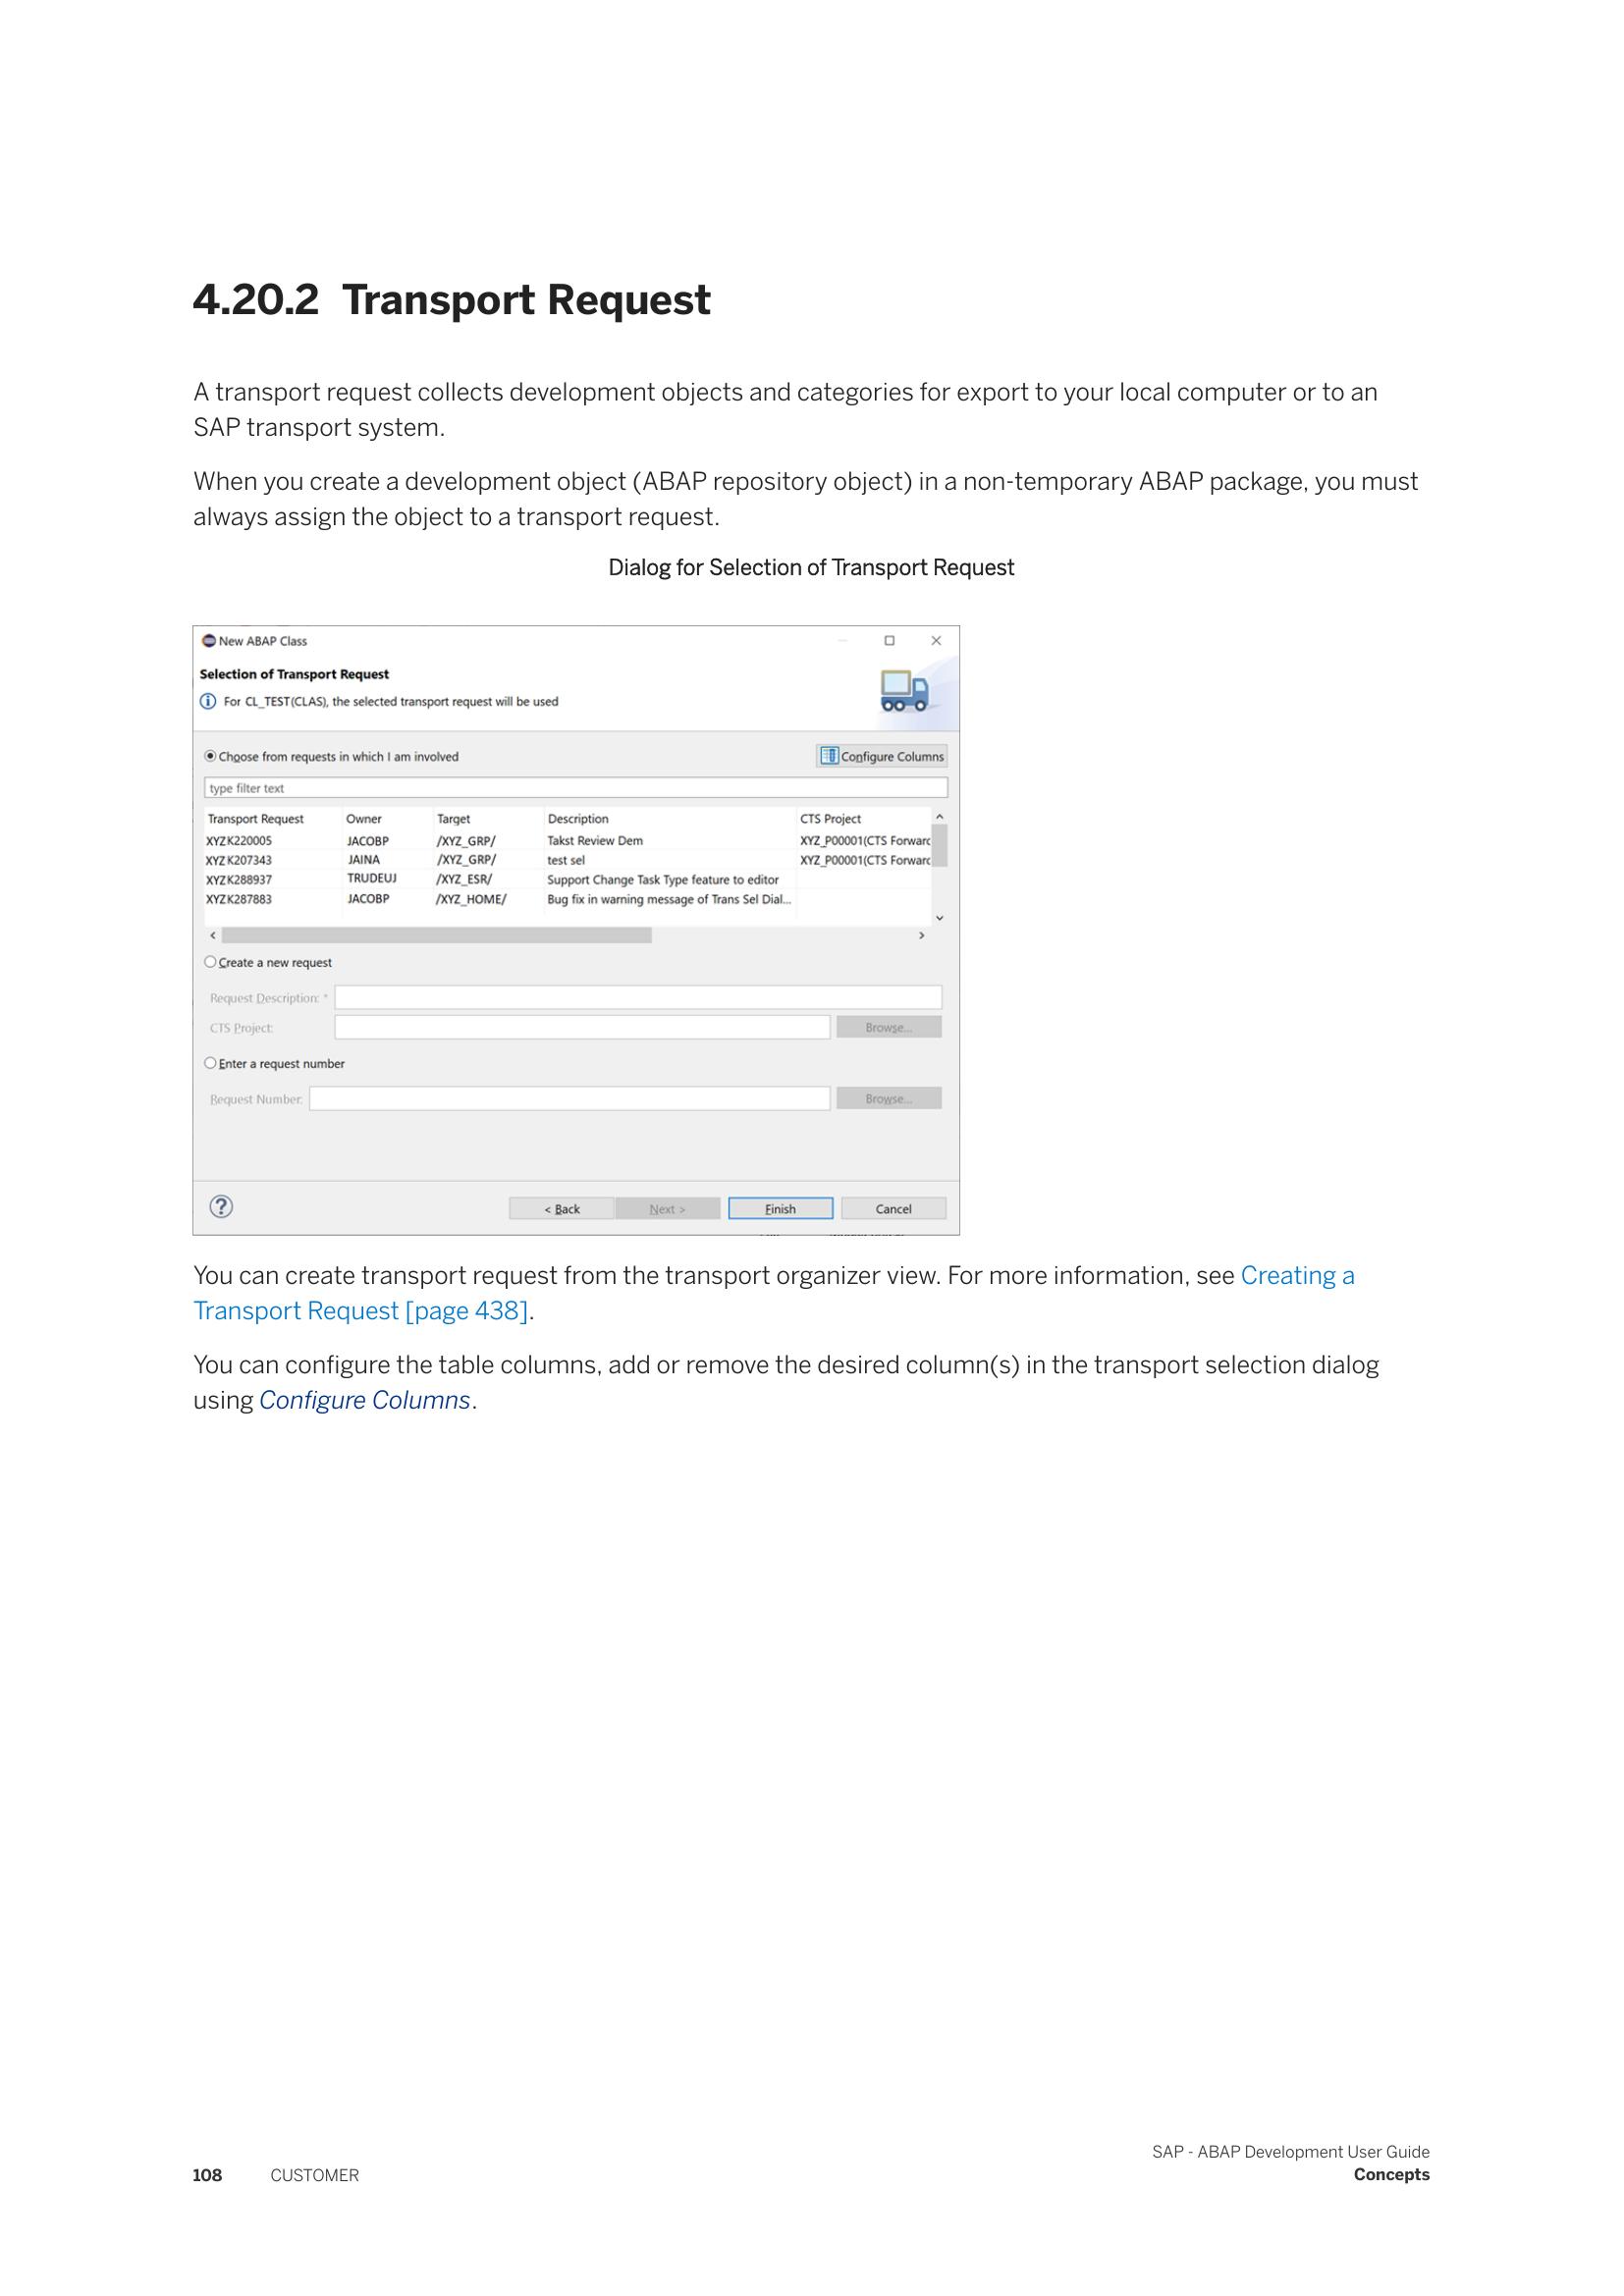 4.20.2 Transport Request
A transport request collects development objects and categories for export to your local computer or to an
SAP transport system.
When you create a development object (ABAP repository object) in a non-temporary ABAP package, you must
always assign the object to a transport request.
Dialog for Selection of Transport Request
New ABAP Class
Selection of Transport Request
For CL_TEST(CLAS), the selected transport request will be used
Choose from requests in which I am involved Configure Columns
type filter text
Transport Request Owner Target Description CTS Project
XYZK220005 JACOBP /XYZ_GRP/ Takst Review Dem XYZ_P00001(CTS Forward
XYZK207343 JAINA /XYZ_GRP/ test sel XYZ_P00001(CTS Forward
XYZK288937 TRUDEUJ /XYZ_ESR/ Support Change Task Type feature to editor
XYZK287883 JACOBP /XYZ_HOME/ Bug fix in warning message of Trans Sel Dial...
Create a new request
Request Description: *
CTS Project: Browse...
Enter a request number
Request Number: Browse...
? < Back Next > Finish Cancel
You can create transport request from the transport organizer view. For more information, see Creating a
Transport Request [page 438].
You can configure the table columns, add or remove the desired column(s) in the transport selection dialog
using Configure Columns.
SAP - ABAP Development User Guide
108 CUSTOMER Concepts